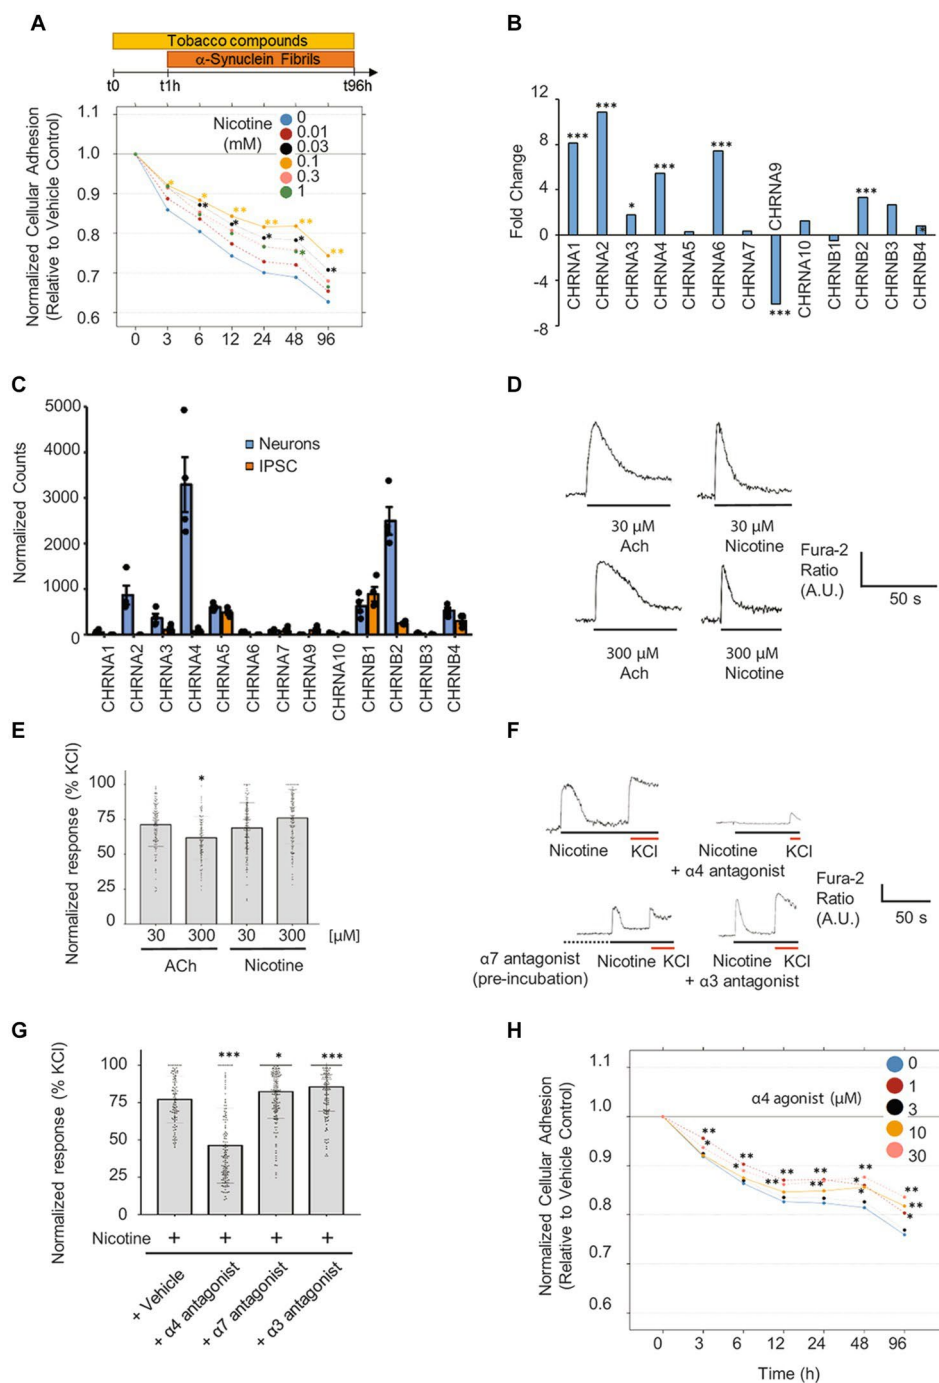 A
Tobacco compounds
α-Synuclein Fibrils
t0 t1h t96h
Normalized Cellular Adhesion
(Relative to Vehicle Control)
1.1
1.0
0.9
0.8
0.7
0.6
Nicotine
(mM)
0
0.01
0.03
0.1
0.3
1
0 3 6 12 24 48 96
B
Fold Change
12
8
4
0
-4
-8
CHRNA1
CHRNA2
CHRNA3
CHRNA4
CHRNA5
CHRNA6
CHRNA7
CHRNA9
CHRNA10
CHRNB1
CHRNB2
CHRNB3
CHRNB4
*** *** * *** *** *** *** *
C
Normalized Counts
5000
4000
3000
2000
1000
0
Neurons
IPSC
CHRNA1
CHRNA2
CHRNA3
CHRNA4
CHRNA5
CHRNA6
CHRNA7
CHRNA9
CHRNA10
CHRNB1
CHRNB2
CHRNB3
CHRNB4
D
30 µM
Ach
30 µM
Nicotine
300 µM
Ach
300 µM
Nicotine
Fura-2
Ratio
(A.U.)
50 s
E
Normalized response (% KCl)
100
75
50
25
0
*
30 300 30 300 [µM]
ACh Nicotine
F
Nicotine KCl
Nicotine KCl
+ α4 antagonist
α7 antagonist
(pre-incubation)
Nicotine KCl
Nicotine KCl
+ α3 antagonist
Fura-2
Ratio
(A.U.)
50 s
G
Normalized response (% KCl)
100
75
50
25
0
*** * ***
Nicotine + + + +
+ Vehicle
+ α4 antagonist
+ α7 antagonist
+ α3 antagonist
H
Normalized Cellular Adhesion
(Relative to Vehicle Control)
1.1
1.0
0.9
0.8
0.7
0.6
α4 agonist (µM)
0
1
3
10
30
0 3 6 12 24 48 96
Time (h)